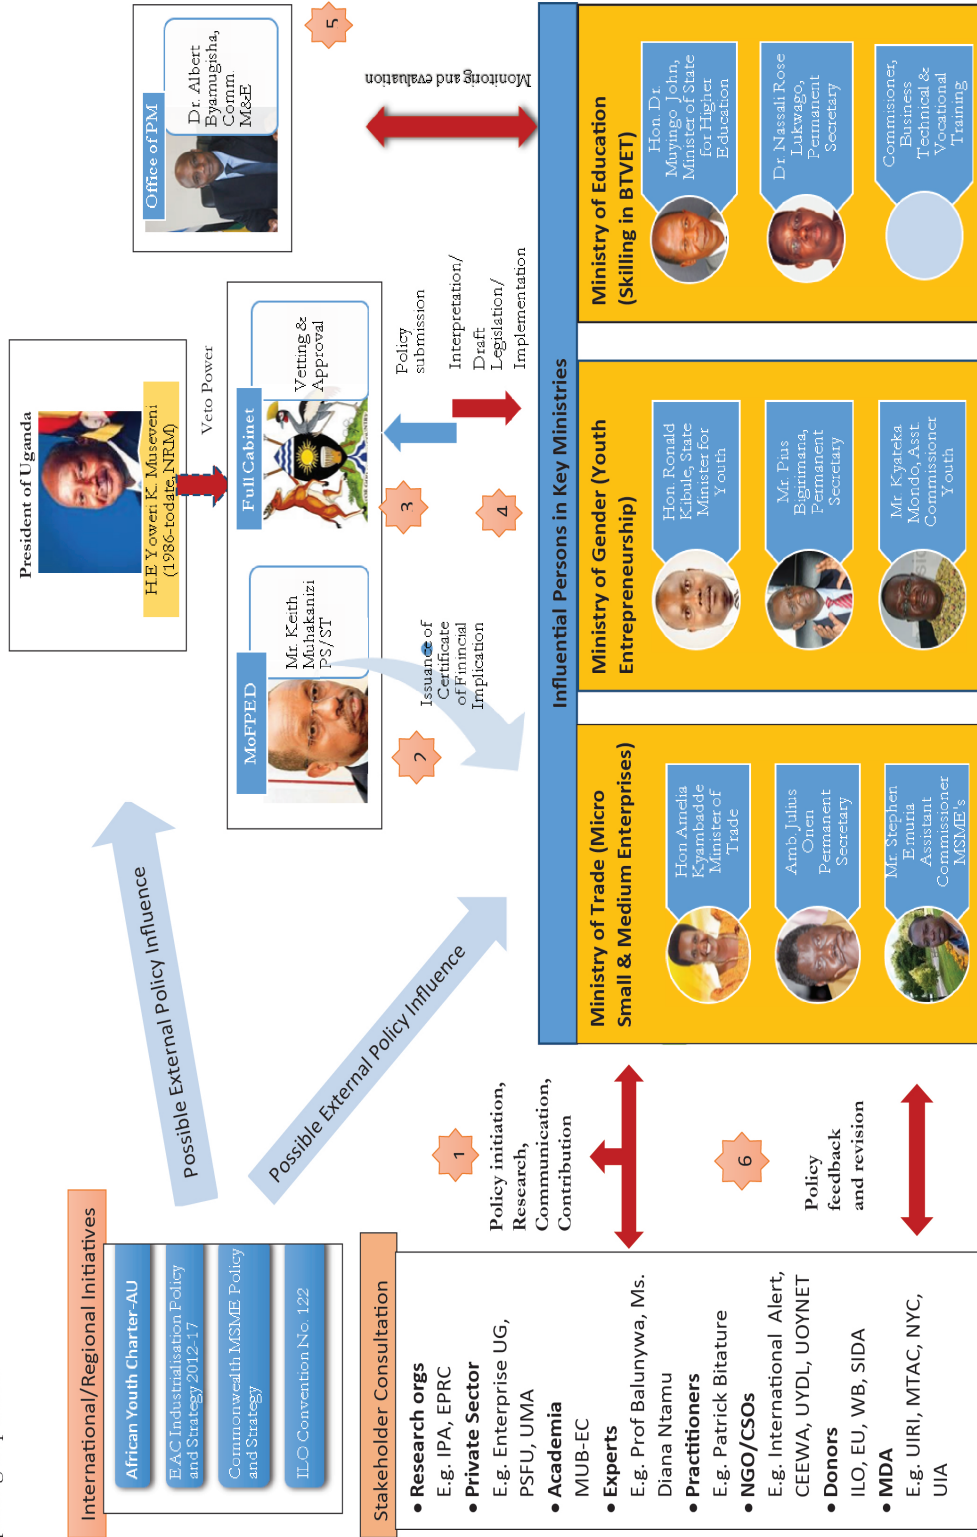 International/Regional Initiatives
African Youth Charter-AU
EAC Industrialisation Policy
and Strategy 2012-17
Commonwealth MSME Policy
and Strategy
ILO Convention No. 122
Possible External Policy Influence
Possible External Policy Influence
President of Uganda
H.E Yoweri K. Museveni
(1986-todate, NRM)
Veto Power
MoFPED
Mr. Keith
Muhakanizi
PS/ST
Full Cabinet
Vetting &
Approval
Office of PM
Dr. Albert
Byamugisha,
Comm.
M&E
2
Issuance of
Certificate
of Finincial
Implication
3
Policy
submission
4
Interpretation/
Draft
Legislation/
Implementation
5
Monitoring and evaluation
Stakeholder Consultation
• Research orgs
E.g. IPA, EPRC
• Private Sector
E.g. Enterprise UG,
PSFU, UMA
• Academia
MUB-EC
• Experts
E.g. Prof Balunywa, Ms.
Diana Ntamu
• Practitioners
E.g. Patrick Bitature
• NGO/CSOs
E.g. International Alert,
CEEWA, UYDL, UOYNET
• Donors
ILO, EU, WB, SIDA
• MDA
E.g. UIRI, MTAC, NYC,
UIA
1
Policy initiation,
Research,
Communication,
Contribution
6
Policy
feedback
and revision
Influential Persons in Key Ministries
Ministry of Trade (Micro
Small & Medium Enterprises)
Hon Amelia
Kyambadde
Minister of
Trade
Amb. Julius
Onen
Permanent
Secretary
Mr. Stephen
Emuria
Assistant
Commissioner
MSME's
Ministry of Gender (Youth
Entrepreneurship)
Hon. Ronald
Kibule, State
Minister for
Youth
Mr. Pius
Bigirimana,
Permanent
Secretary
Mr. Kyateka
Mondo, Asst.
Commissioner
Youth
Ministry of Education
(Skilling in BTVET)
Hon. Dr.
Muyingo John,
Minister of State
for Higher
Education
Dr. Nassali Rose
Lukwago,
Permanent
Secretary
Commisioner,
Business
Technical &
Vocational
Training